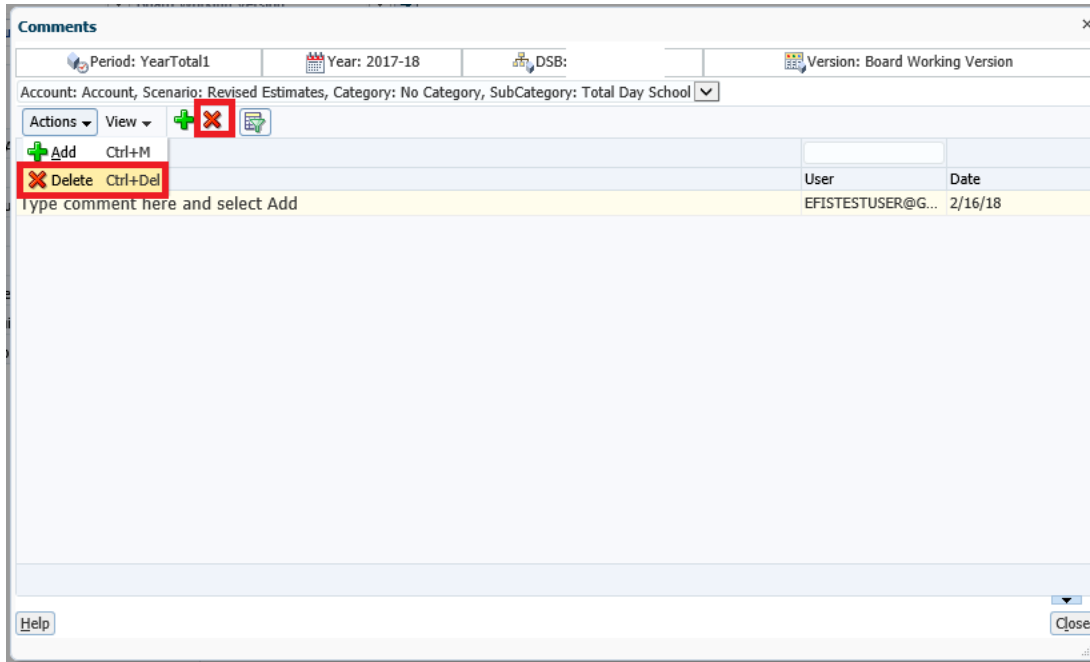 Comments
Period: YearTotal1 Year: 2017-18 DSB: Version: Board Working Version
Account: Account, Scenario: Revised Estimates, Category: No Category, SubCategory: Total Day School
Actions View
Add Ctrl+M
Delete Ctrl+Del User Date
Type comment here and select Add EFISTESTUSER@G... 2/16/18
Help Close